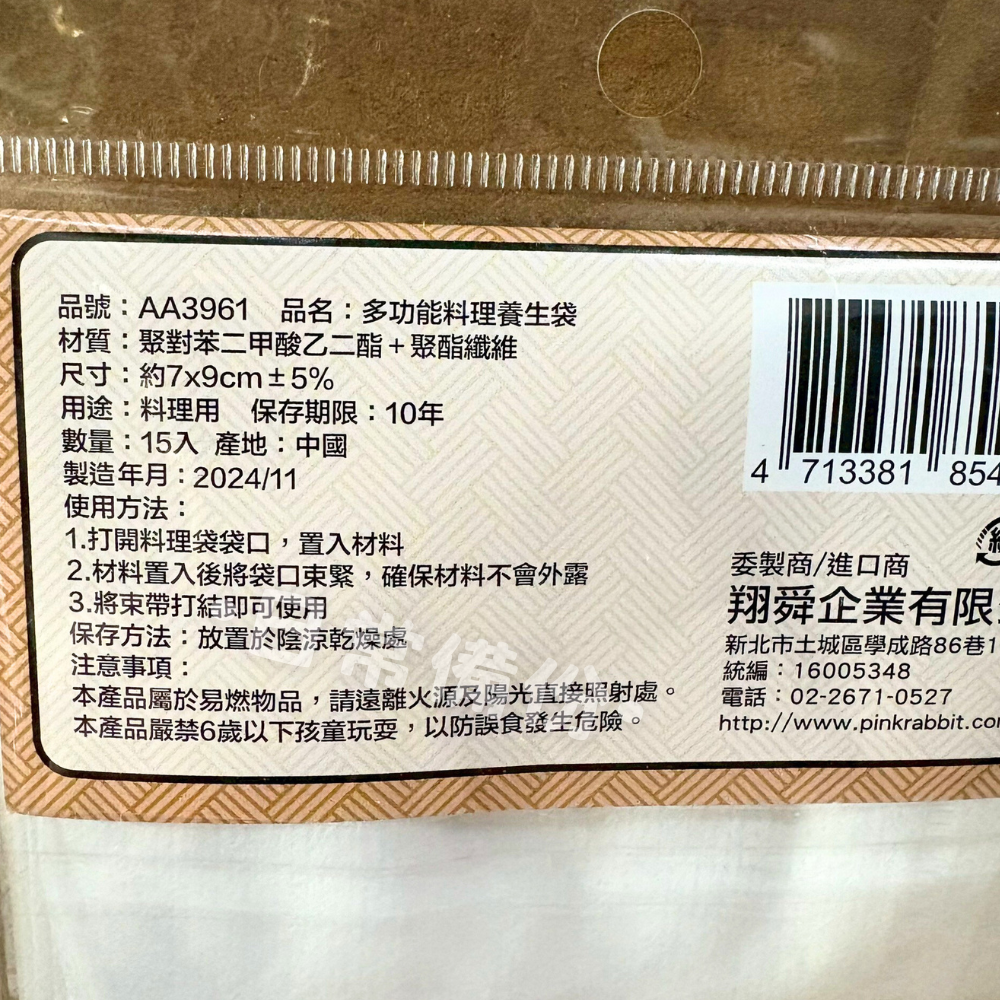 品號：AA3961 品名：多功能料理養生袋
材質：聚對苯二甲酸乙二酯＋聚酯纖維
尺寸：約7x9cm±5%
用途：料理用 保存期限：10年
數量：15入 產地：中國
製造年月：2024/11
使用方法：
1.打開料理袋袋口，置入材料
2.材料置入後將袋口束緊，確保材料不會外露
3.將束帶打結即可使用
保存方法：放置於陰涼乾燥處
注意事項：
本產品屬於易燃物品，請遠離火源及陽光直接照射處。
本產品嚴禁6歲以下孩童玩耍，以防誤食發生危險。
4 713381 854
委製商/進口商
翔舜企業有限
新北市土城區學成路86巷1
統編：16005348
電話：02-2671-0527
http://www.pinkrabbit.co
常備